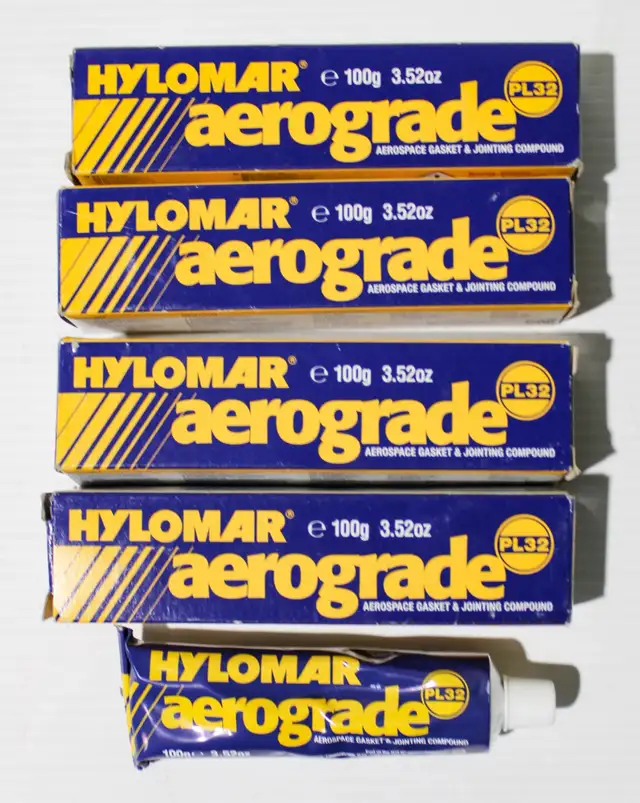 HYLOMAR® ℮ 100g 3.52oz
PL32
aerograde
AEROSPACE GASKET & JOINTING COMPOUND
HYLOMAR® ℮ 100g 3.52oz
PL32
aerograde
AEROSPACE GASKET & JOINTING COMPOUND
HYLOMAR® ℮ 100g 3.52oz
PL32
aerograde
AEROSPACE GASKET & JOINTING COMPOUND
HYLOMAR® ℮ 100g 3.52oz
PL32
aerograde
AEROSPACE GASKET & JOINTING COMPOUND
HYLOMAR
PL32
aerograde
AEROSPACE GASKET & JOINTING COMPOUND
100g 3.52oz